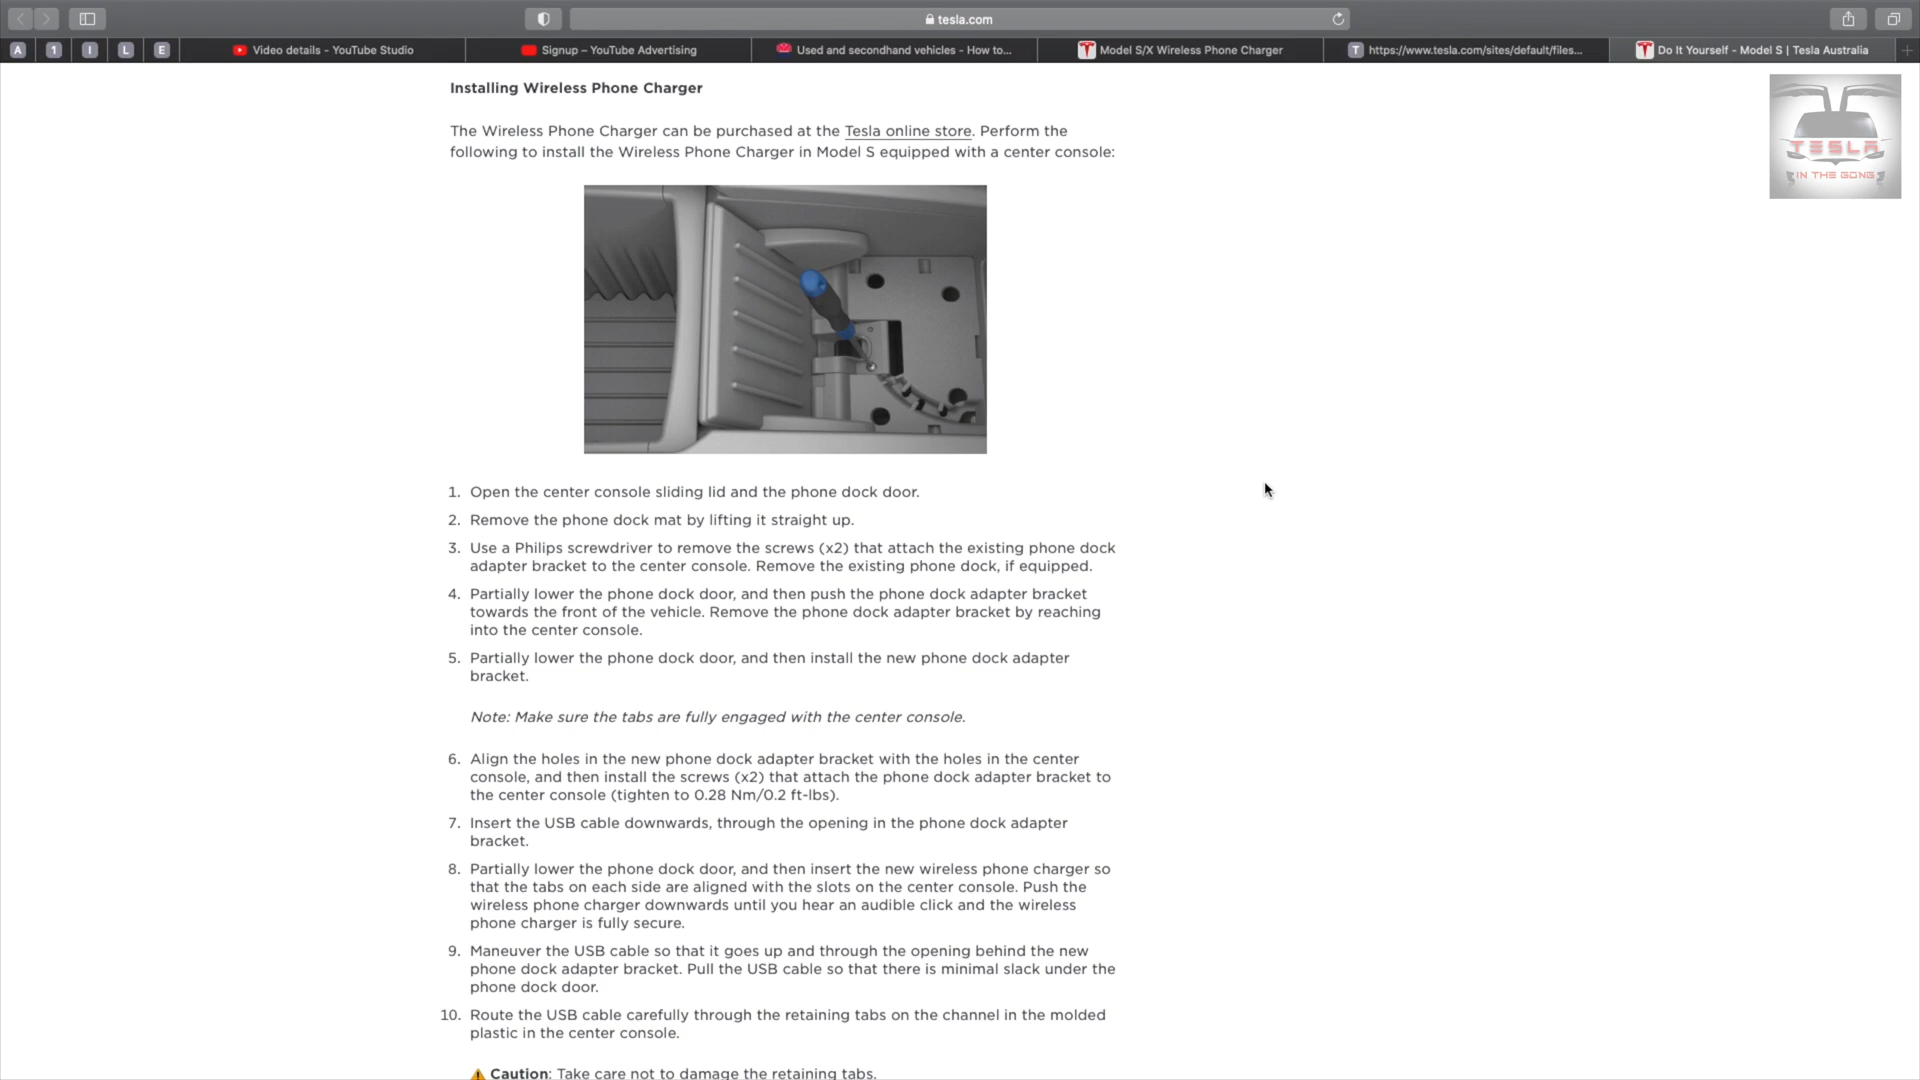 tesla.com
A
1
I
L
E
Video details – YouTube Studio
Signup – YouTube Advertising
Used and secondhand vehicles - How to...
Model S/X Wireless Phone Charger
T
https://www.tesla.com/sites/default/files...
Do It Yourself - Model S | Tesla Australia
TESLA
IN THE GONG
Installing Wireless Phone Charger
The Wireless Phone Charger can be purchased at the Tesla online store. Perform the
following to install the Wireless Phone Charger in Model S equipped with a center console:
1. Open the center console sliding lid and the phone dock door.
2. Remove the phone dock mat by lifting it straight up.
3. Use a Philips screwdriver to remove the screws (x2) that attach the existing phone dock
adapter bracket to the center console. Remove the existing phone dock, if equipped.
4. Partially lower the phone dock door, and then push the phone dock adapter bracket
towards the front of the vehicle. Remove the phone dock adapter bracket by reaching
into the center console.
5. Partially lower the phone dock door, and then install the new phone dock adapter
bracket.
Note: Make sure the tabs are fully engaged with the center console.
6. Align the holes in the new phone dock adapter bracket with the holes in the center
console, and then install the screws (x2) that attach the phone dock adapter bracket to
the center console (tighten to 0.28 Nm/0.2 ft-lbs).
7. Insert the USB cable downwards, through the opening in the phone dock adapter
bracket.
8. Partially lower the phone dock door, and then insert the new wireless phone charger so
that the tabs on each side are aligned with the slots on the center console. Push the
wireless phone charger downwards until you hear an audible click and the wireless
phone charger is fully secure.
9. Maneuver the USB cable so that it goes up and through the opening behind the new
phone dock adapter bracket. Pull the USB cable so that there is minimal slack under the
phone dock door.
10. Route the USB cable carefully through the retaining tabs on the channel in the molded
plastic in the center console.
Caution: Take care not to damage the retaining tabs.